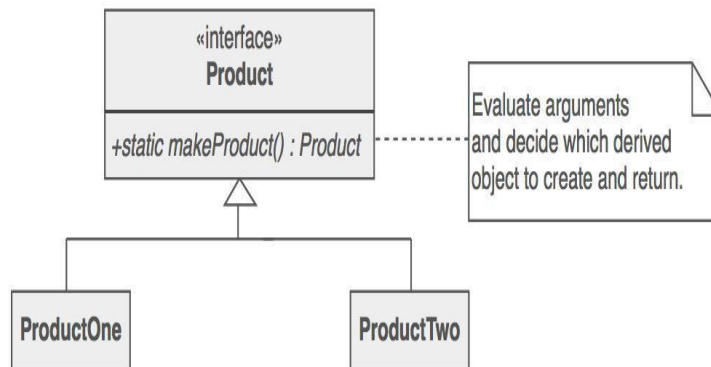 «interface»
Product
+static makeProduct() : Product
Evaluate arguments
and decide which derived
object to create and return.
ProductOne
ProductTwo